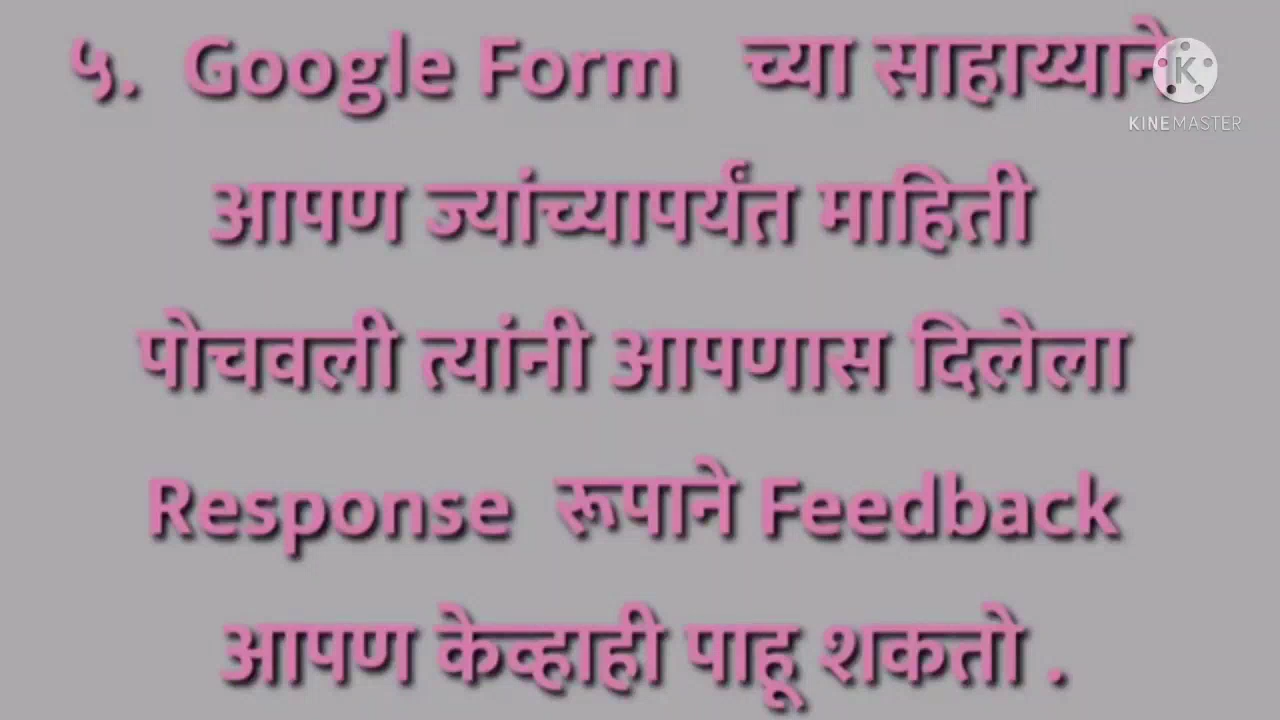 ५. Google Form च्या साहाय्याने
KINEMASTER
आपण ज्यांच्यापर्यंत माहिती
पोचवली त्यांनी आपणास दिलेला
Response रूपाने Feedback
आपण केव्हाही पाहू शकतो .